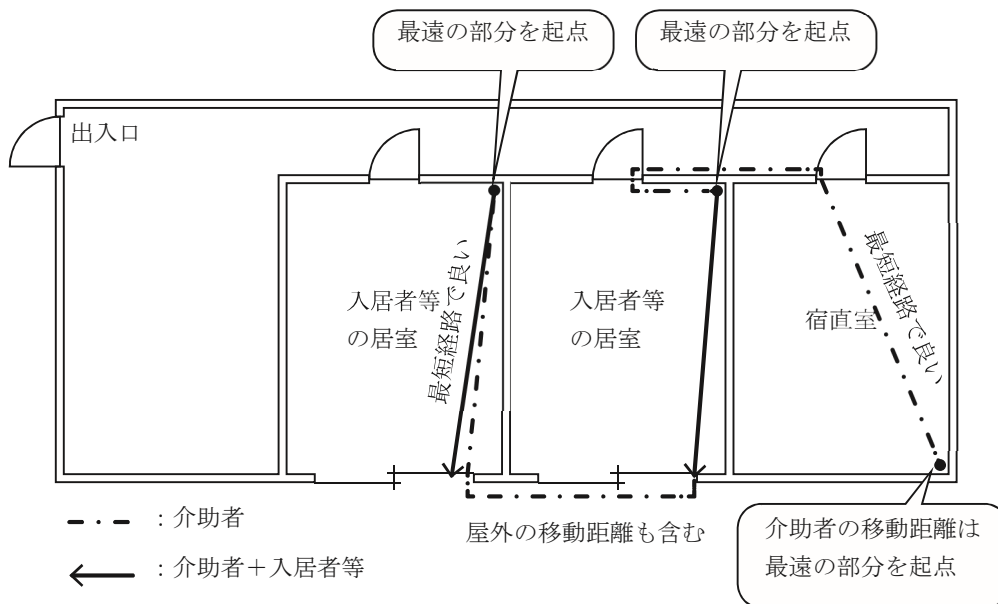 最遠の部分を起点
最遠の部分を起点
出入口
入居者等
の居室
最短経路で良い
入居者等
の居室
宿直室
最短経路で良い
屋外の移動距離も含む
：介助者
：介助者＋入居者等
介助者の移動距離は
最遠の部分を起点